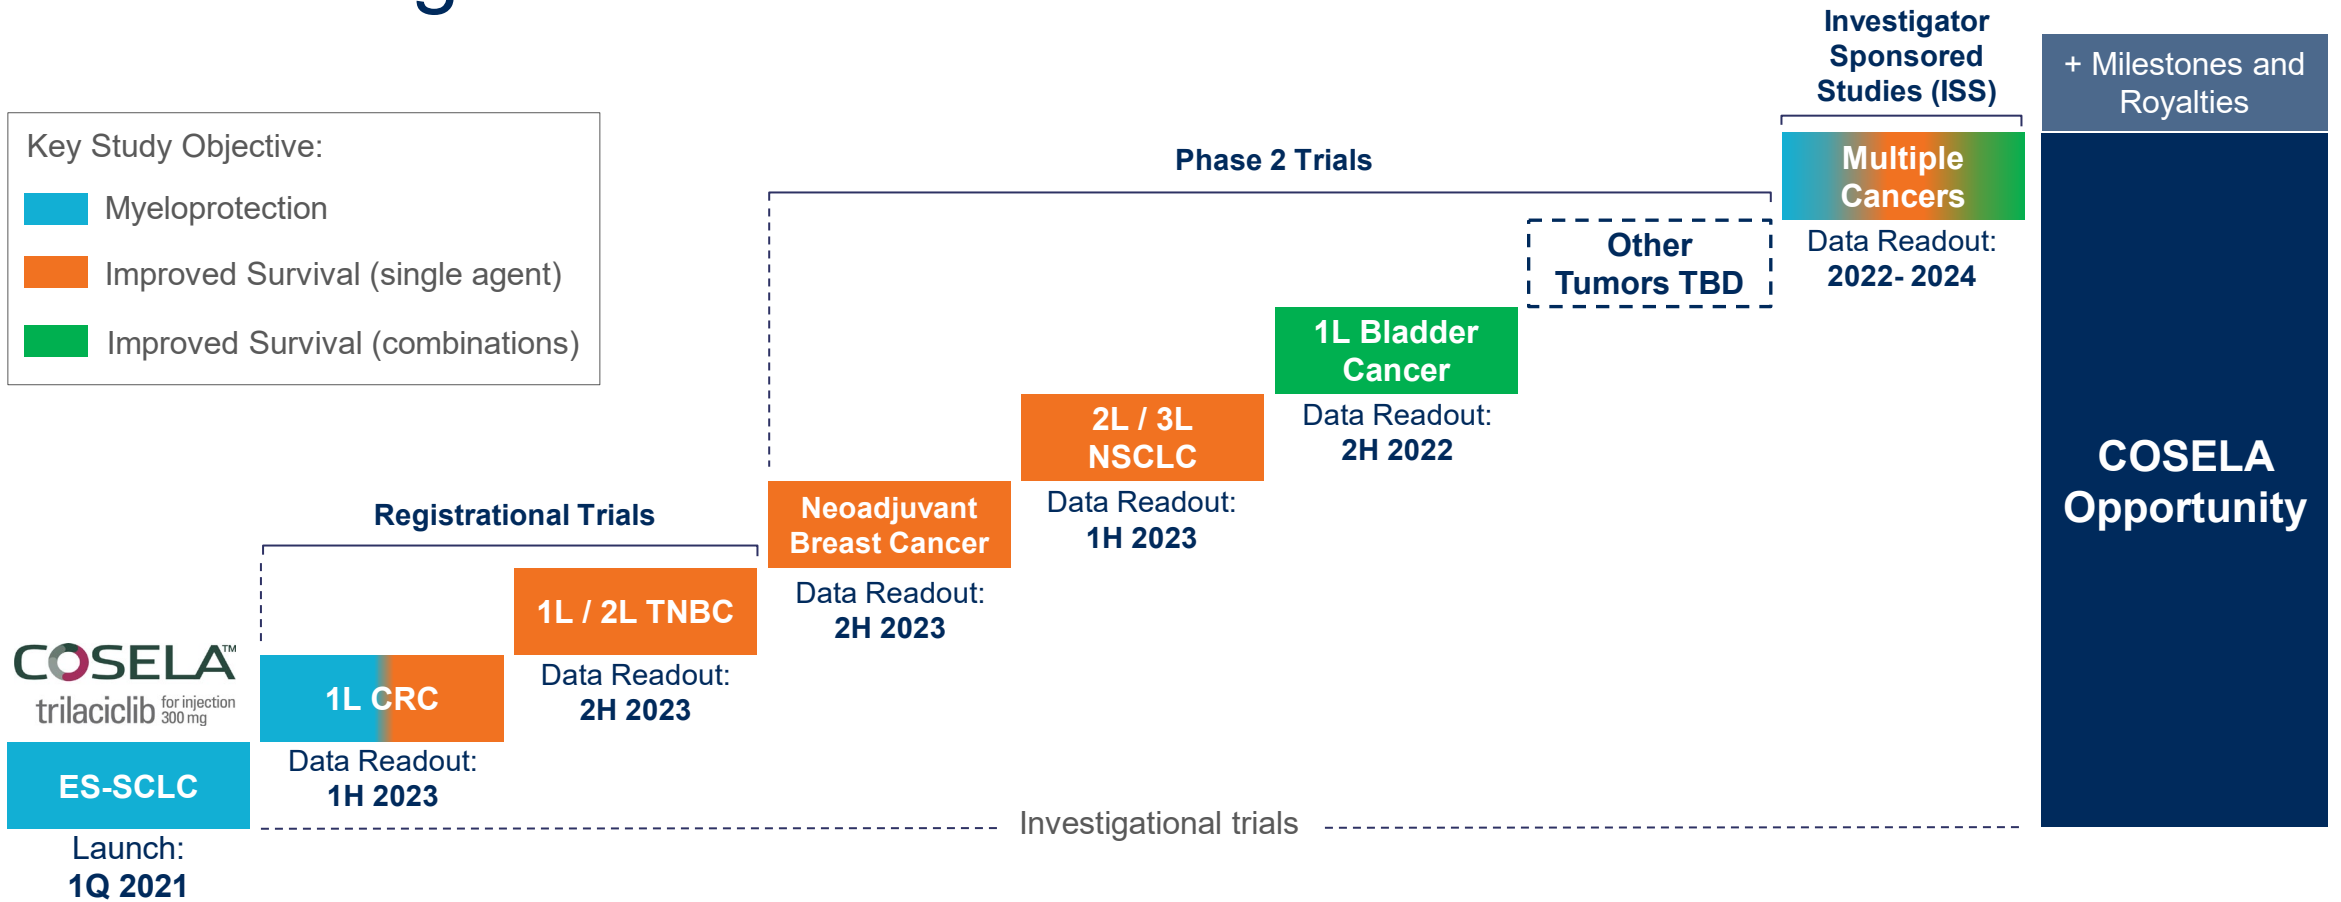 Investigator
Sponsored
Studies (ISS)
+ Milestones and
Royalties
Key Study Objective:
Myeloprotection
Improved Survival (single agent)
Improved Survival (combinations)
Phase 2 Trials
Multiple
Cancers
Data Readout:
2022- 2024
Other
Tumors TBD
1L Bladder
Cancer
Data Readout:
2H 2022
2L / 3L
NSCLC
Data Readout:
1H 2023
COSELA
Opportunity
Neoadjuvant
Breast Cancer
Data Readout:
2H 2023
Registrational Trials
1L / 2L TNBC
Data Readout:
2H 2023
1L CRC
Data Readout:
1H 2023
COSELA™
trilaciclib for injection
300 mg
ES-SCLC
Launch:
1Q 2021
Investigational trials